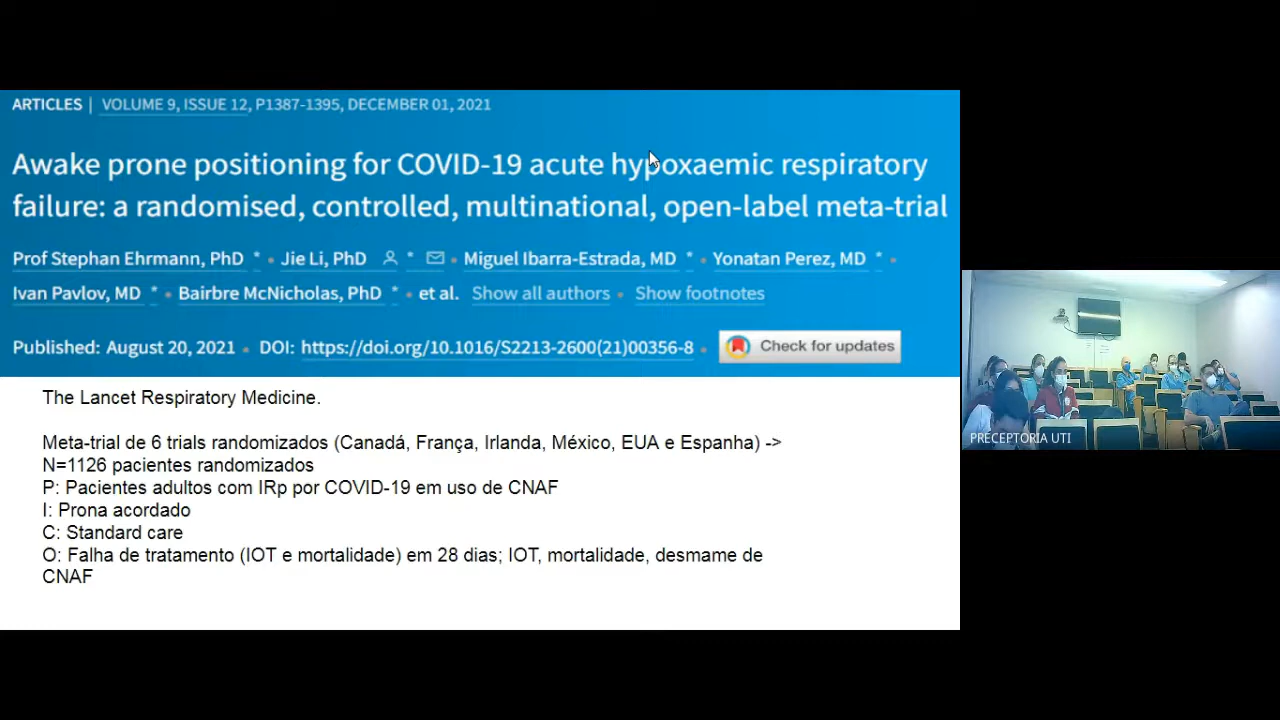 ARTICLES | VOLUME 9, ISSUE 12, P1387-1395, DECEMBER 01, 2021
Awake prone positioning for COVID-19 acute hypoxaemic respiratory
failure: a randomised, controlled, multinational, open-label meta-trial
Prof Stephan Ehrmann, PhD * • Jie Li, PhD * • Miguel Ibarra-Estrada, MD * • Yonatan Perez, MD * •
Ivan Pavlov, MD * • Bairbre McNicholas, PhD * • et al. Show all authors • Show footnotes
Published: August 20, 2021 • DOI: https://doi.org/10.1016/S2213-2600(21)00356-8 • Check for updates
The Lancet Respiratory Medicine.
Meta-trial de 6 trials randomizados (Canadá, França, Irlanda, México, EUA e Espanha) ->
N=1126 pacientes randomizados
P: Pacientes adultos com IRp por COVID-19 em uso de CNAF
I: Prona acordado
C: Standard care
O: Falha de tratamento (IOT e mortalidade) em 28 dias; IOT, mortalidade, desmame de
CNAF
PRECEPTORIA UTI